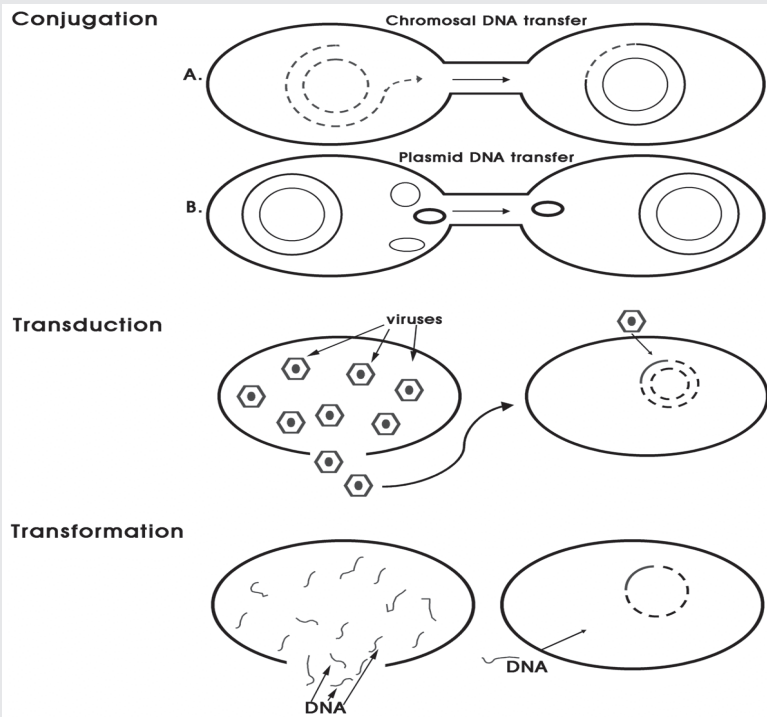 Conjugation
Chromosal DNA transfer
A.
Plasmid DNA transfer
B.
Transduction
viruses
Transformation
DNA
DNA